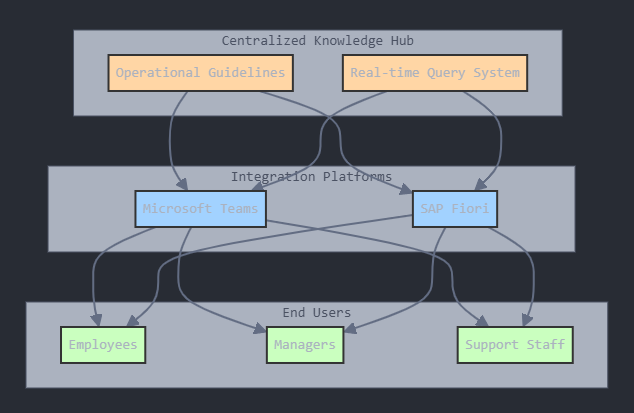 Centralized Knowledge Hub
Operational Guidelines
Real-time Query System
Integration Platforms
Microsoft Teams
SAP Fiori
End Users
Employees
Managers
Support Staff